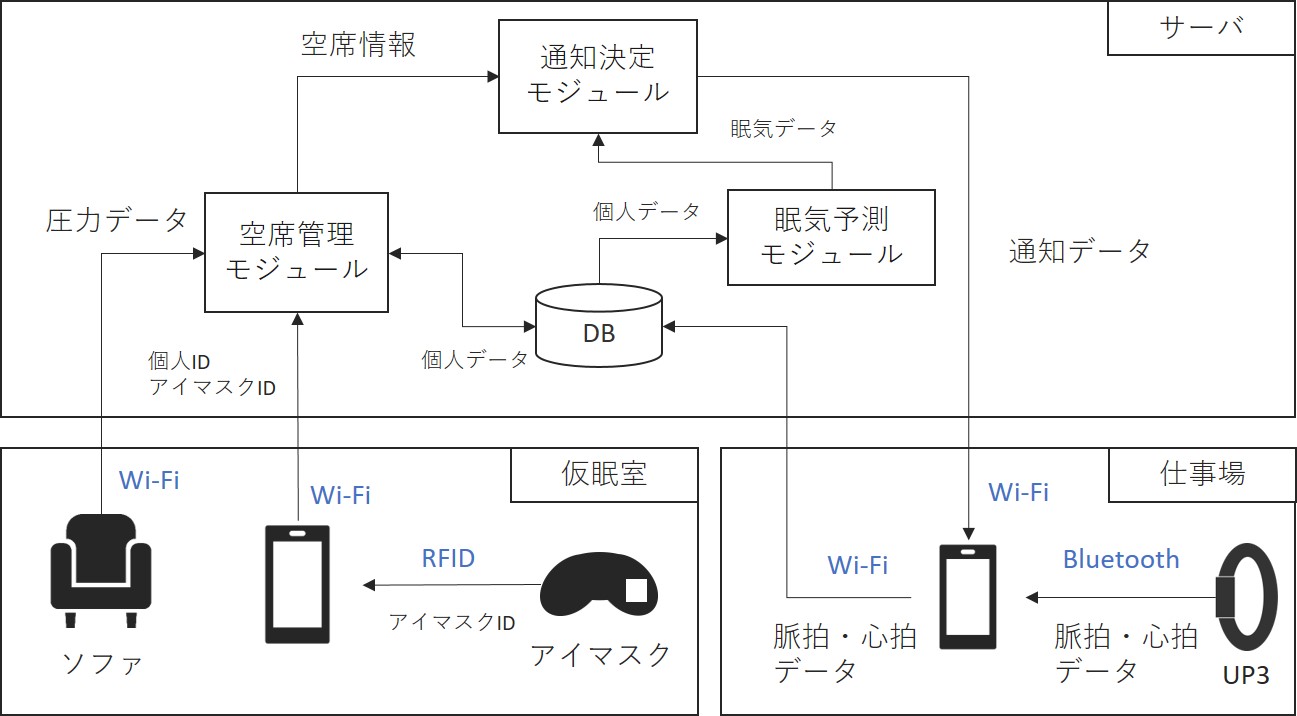 サーバ
空席情報
通知決定
モジュール
眠気データ
圧力データ
空席管理
モジュール
個人データ
眠気予測
モジュール
通知データ
DB
個人データ
個人ID
アイマスクID
仮眠室
Wi-Fi
Wi-Fi
RFID
アイマスクID
ソファ
アイマスク
仕事場
Wi-Fi
Wi-Fi
Bluetooth
脈拍・心拍
データ
脈拍・心拍
データ
UP3